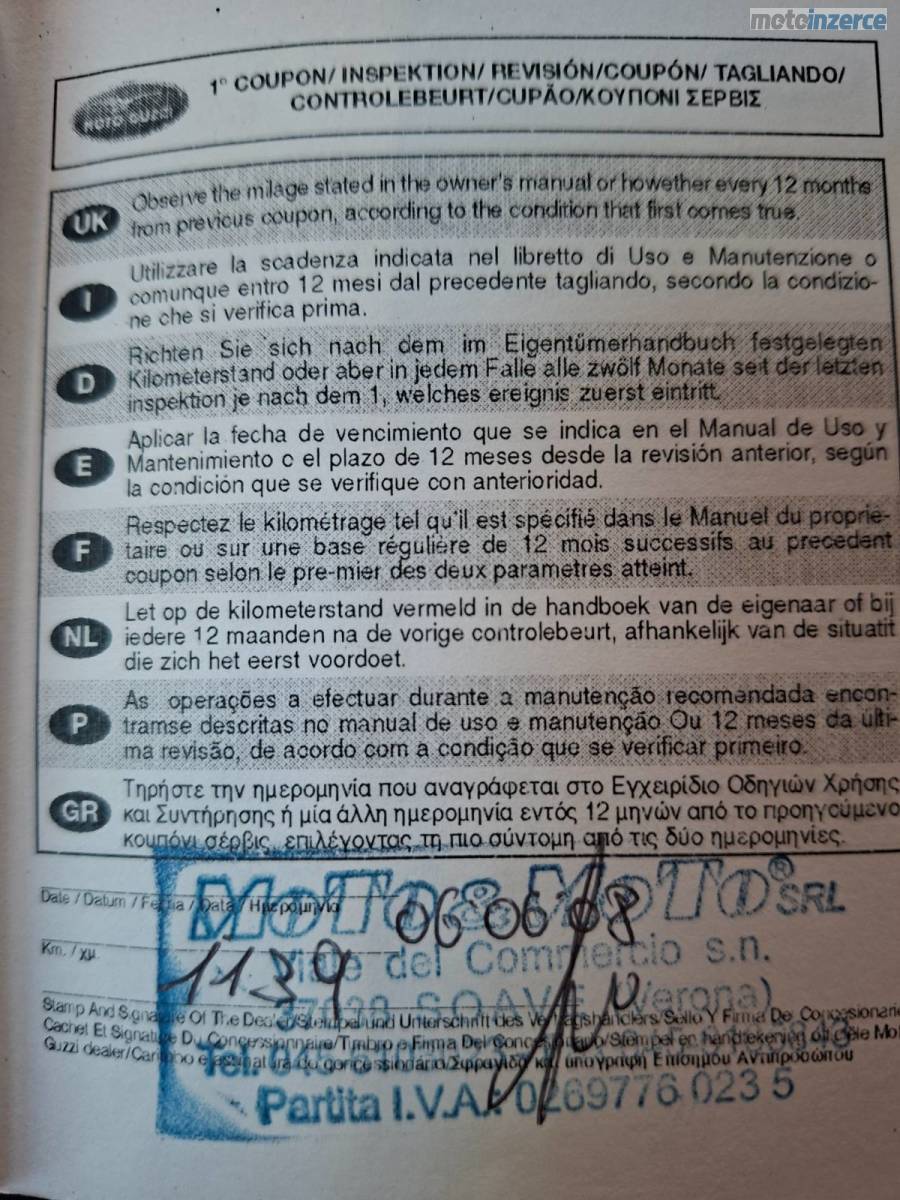 motoinzerce
MOTO GUZZI
1° COUPON/ INSPEKTION/ REVISIÓN/COUPÓN/ TAGLIANDO/
CONTROLEBEURT/CUPÃO/ΚΟΥΠΟΝΙ ΣΕΡΒΙΣ
UK
Observe the milage stated in the owner's manual or howether every 12 months
from previous coupon, according to the condition that first comes true.
I
Utilizzare la scadenza indicata nel libretto di Uso e Manutenzione o
comunque entro 12 mesi dal precedente tagliando, secondo la condizio-
ne che si verifica prima.
D
Richten Sie sich nach dem im Eigentümerhandbuch festgelegten
Kilometerstand oder aber in jedem Falle alle zwölf Monate seit der letzten
inspektion je nach dem 1, welches ereignis zuerst eintritt.
E
Aplicar la fecha de vencimiento que se indica en el Manual de Uso y
Mantenimiento o el plazo de 12 meses desde la revisión anterior, según
la condición que se verifique con anterioridad.
F
Respectez le kilométrage tel qu'il est spécifié dans le Manuel du proprie-
taire ou sur une base régulière de 12 mois successifs au precedent
coupon selon le pre-mier des deux parametres atteint.
NL
Let op de kilometerstand vermeld in de handboek van de eigenaar of bij
iedere 12 maanden na de vorige controlebeurt, afhankelijk van de situatit
die zich het eerst voordoet.
P
As operações a efectuar durante a manutenção recomendada encon-
tramse descritas no manual de uso e manutenção Ou 12 meses da últi-
ma revisão, de acordo com a condição que se verificar primeiro.
GR
Τηρήστε την ημερομηνία που αναγράφεται στο Εγχειρίδιο Οδηγιών Χρήσης
και Συντήρησης ή μία άλλη ημερομηνία εντός 12 μηνών από το προηγούμενο
κουπόνι σέρβις, επιλέγοντας τη πιο σύντομη από τις δύο ημερομηνίες.
MoTo&MoTo® SRL
Date / Datum / Fecha / Data / Ημερομηνία 06 06 08
Viale del Commercio s.n.
Km. / χμ. 1139
SOAVE (Verona)
Stamp And Signature Of The Dealer/Stempel und Unterschrift des Vertragshändlers/Sello Y Firma De Concesionario
Cachet Et Signature Du Concessionnaire/Timbro e Firma Del Concessionario/Stempel en handtekening officiële
Guzzi dealer/Carimbo e assinatura do concessionário/Σφραγίδα και υπογραφή Επίσημου Αντιπροσώπου
Tel.
Partita I.V.A.: 0269776 023 5